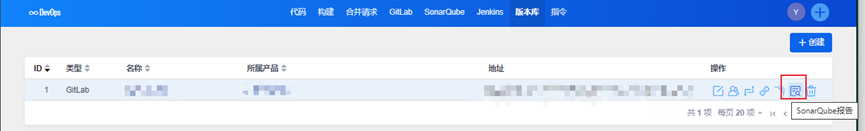 DevOps 代码 构建 合并请求 GitLab SonarQube Jenkins 版本库 指令 Y
创建
ID 类型 名称 所属产品 地址 操作
1 GitLab
共 1 项 每页 20 项
SonarQube报告